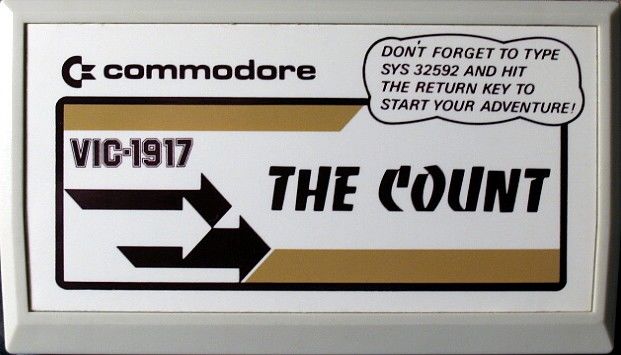 commodore
DON'T FORGET TO TYPE
SYS 32592 AND HIT
THE RETURN KEY TO
START YOUR ADVENTURE!
VIC-1917
THE COUNT